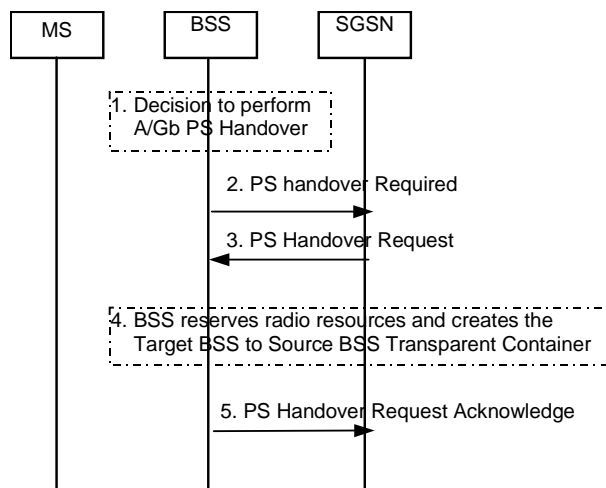 MS
BSS
SGSN
1. Decision to perform
A/Gb PS Handover
2. PS handover Required
3. PS Handover Request
4. BSS reserves radio resources and creates the
Target BSS to Source BSS Transparent Container
5. PS Handover Request Acknowledge